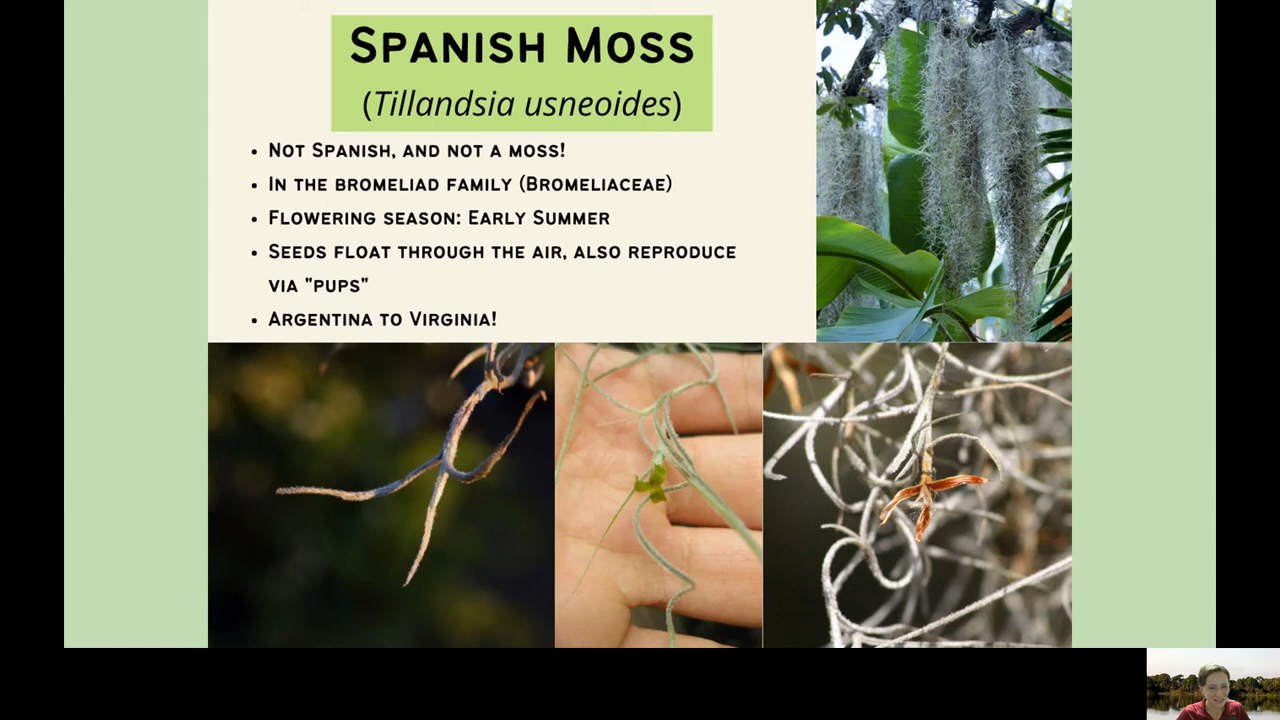 Spanish Moss
(Tillandsia usneoides)
• Not Spanish, and not a moss!
• In the bromeliad family (Bromeliaceae)
• Flowering season: Early Summer
• Seeds float through the air, also reproduce
via "pups"
• Argentina to Virginia!